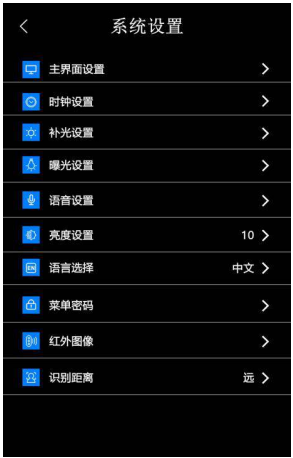 系统设置
主界面设置
时钟设置
补光设置
曝光设置
语音设置
亮度设置 10
EN 语言选择 中文
菜单密码
红外图像
识别距离 远